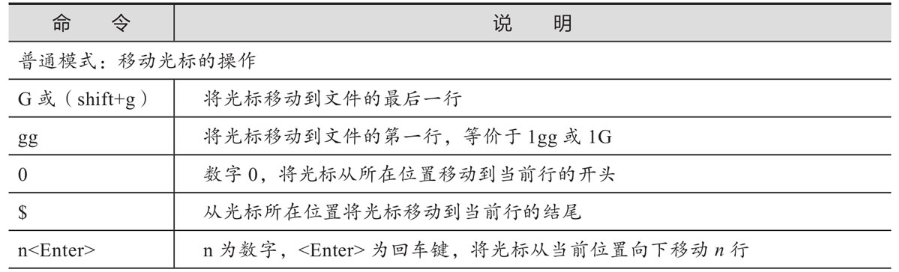 命 令 说 明
普通模式：移动光标的操作
G 或（shift+g） 将光标移动到文件的最后一行
gg 将光标移动到文件的第一行，等价于 1gg 或 1G
0 数字 0，将光标从所在位置移动到当前行的开头
$ 从光标所在位置将光标移动到当前行的结尾
n<Enter> n 为数字，<Enter> 为回车键，将光标从当前位置向下移动 n 行